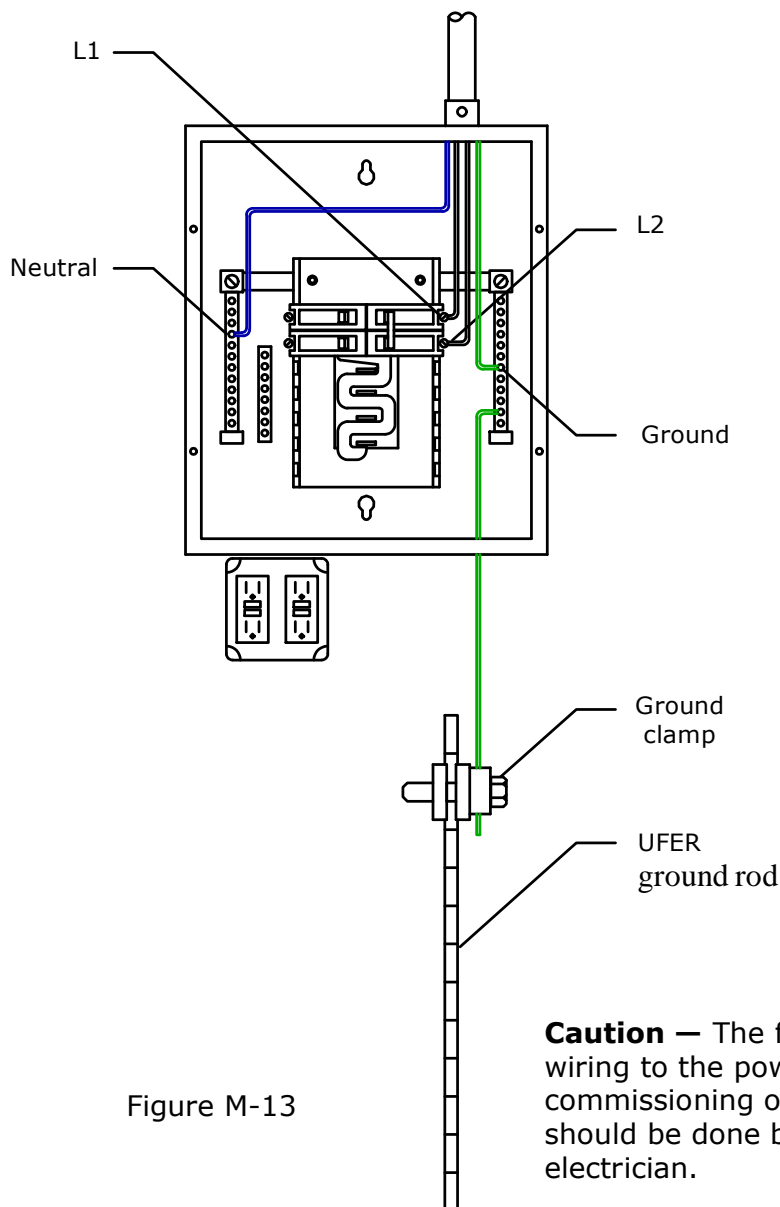 L1
L2
Neutral
Ground
Ground
clamp
UFER
ground rod
Caution — The
wiring to the
commissioning
should be done
electrician.
Figure M-13